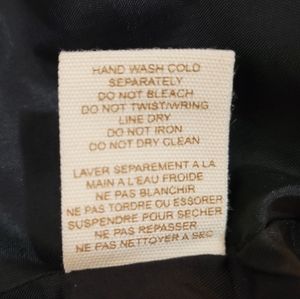 HAND WASH COLD
SEPARATELY
DO NOT BLEACH
DO NOT TWIST/WRING
LINE DRY
DO NOT IRON
DO NOT DRY CLEAN
LAVER SEPAREMENT A LA
MAIN A L'EAU FROIDE
NE PAS BLANCHIR
NE PAS TORDRE OU ESSORER
SUSPENDRE POUR SECHER
NE PAS REPASSER
NE PAS NETTOYER A SEC